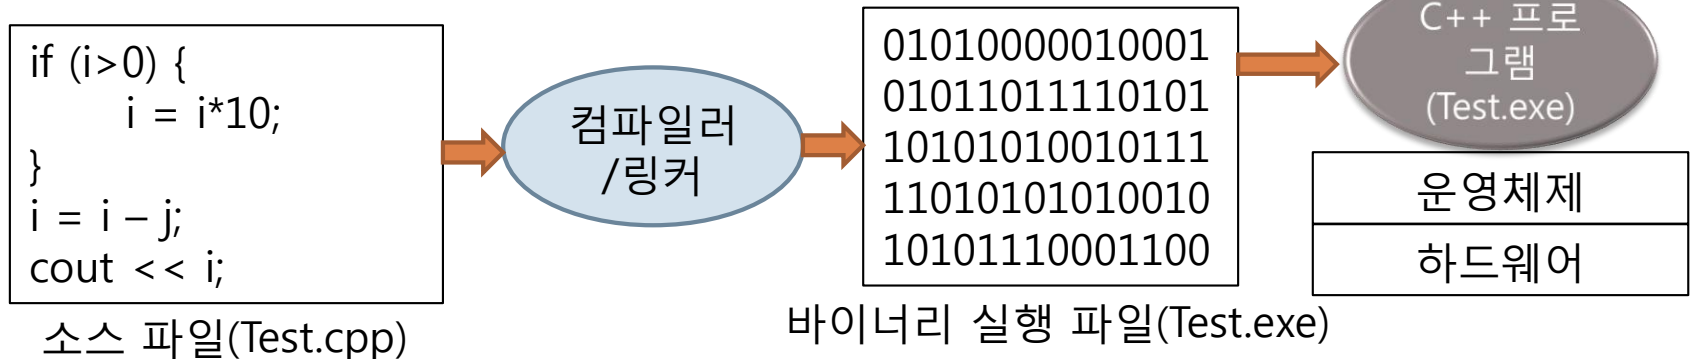 if (i>0) {
i = i*10;
}
i = i – j;
cout << i;
소스 파일(Test.cpp)
컴파일러
/링커
01010000010001
01011011110101
10101010010111
11010101010010
10101110001100
바이너리 실행 파일(Test.exe)
C++ 프로
그램
(Test.exe)
운영체제
하드웨어